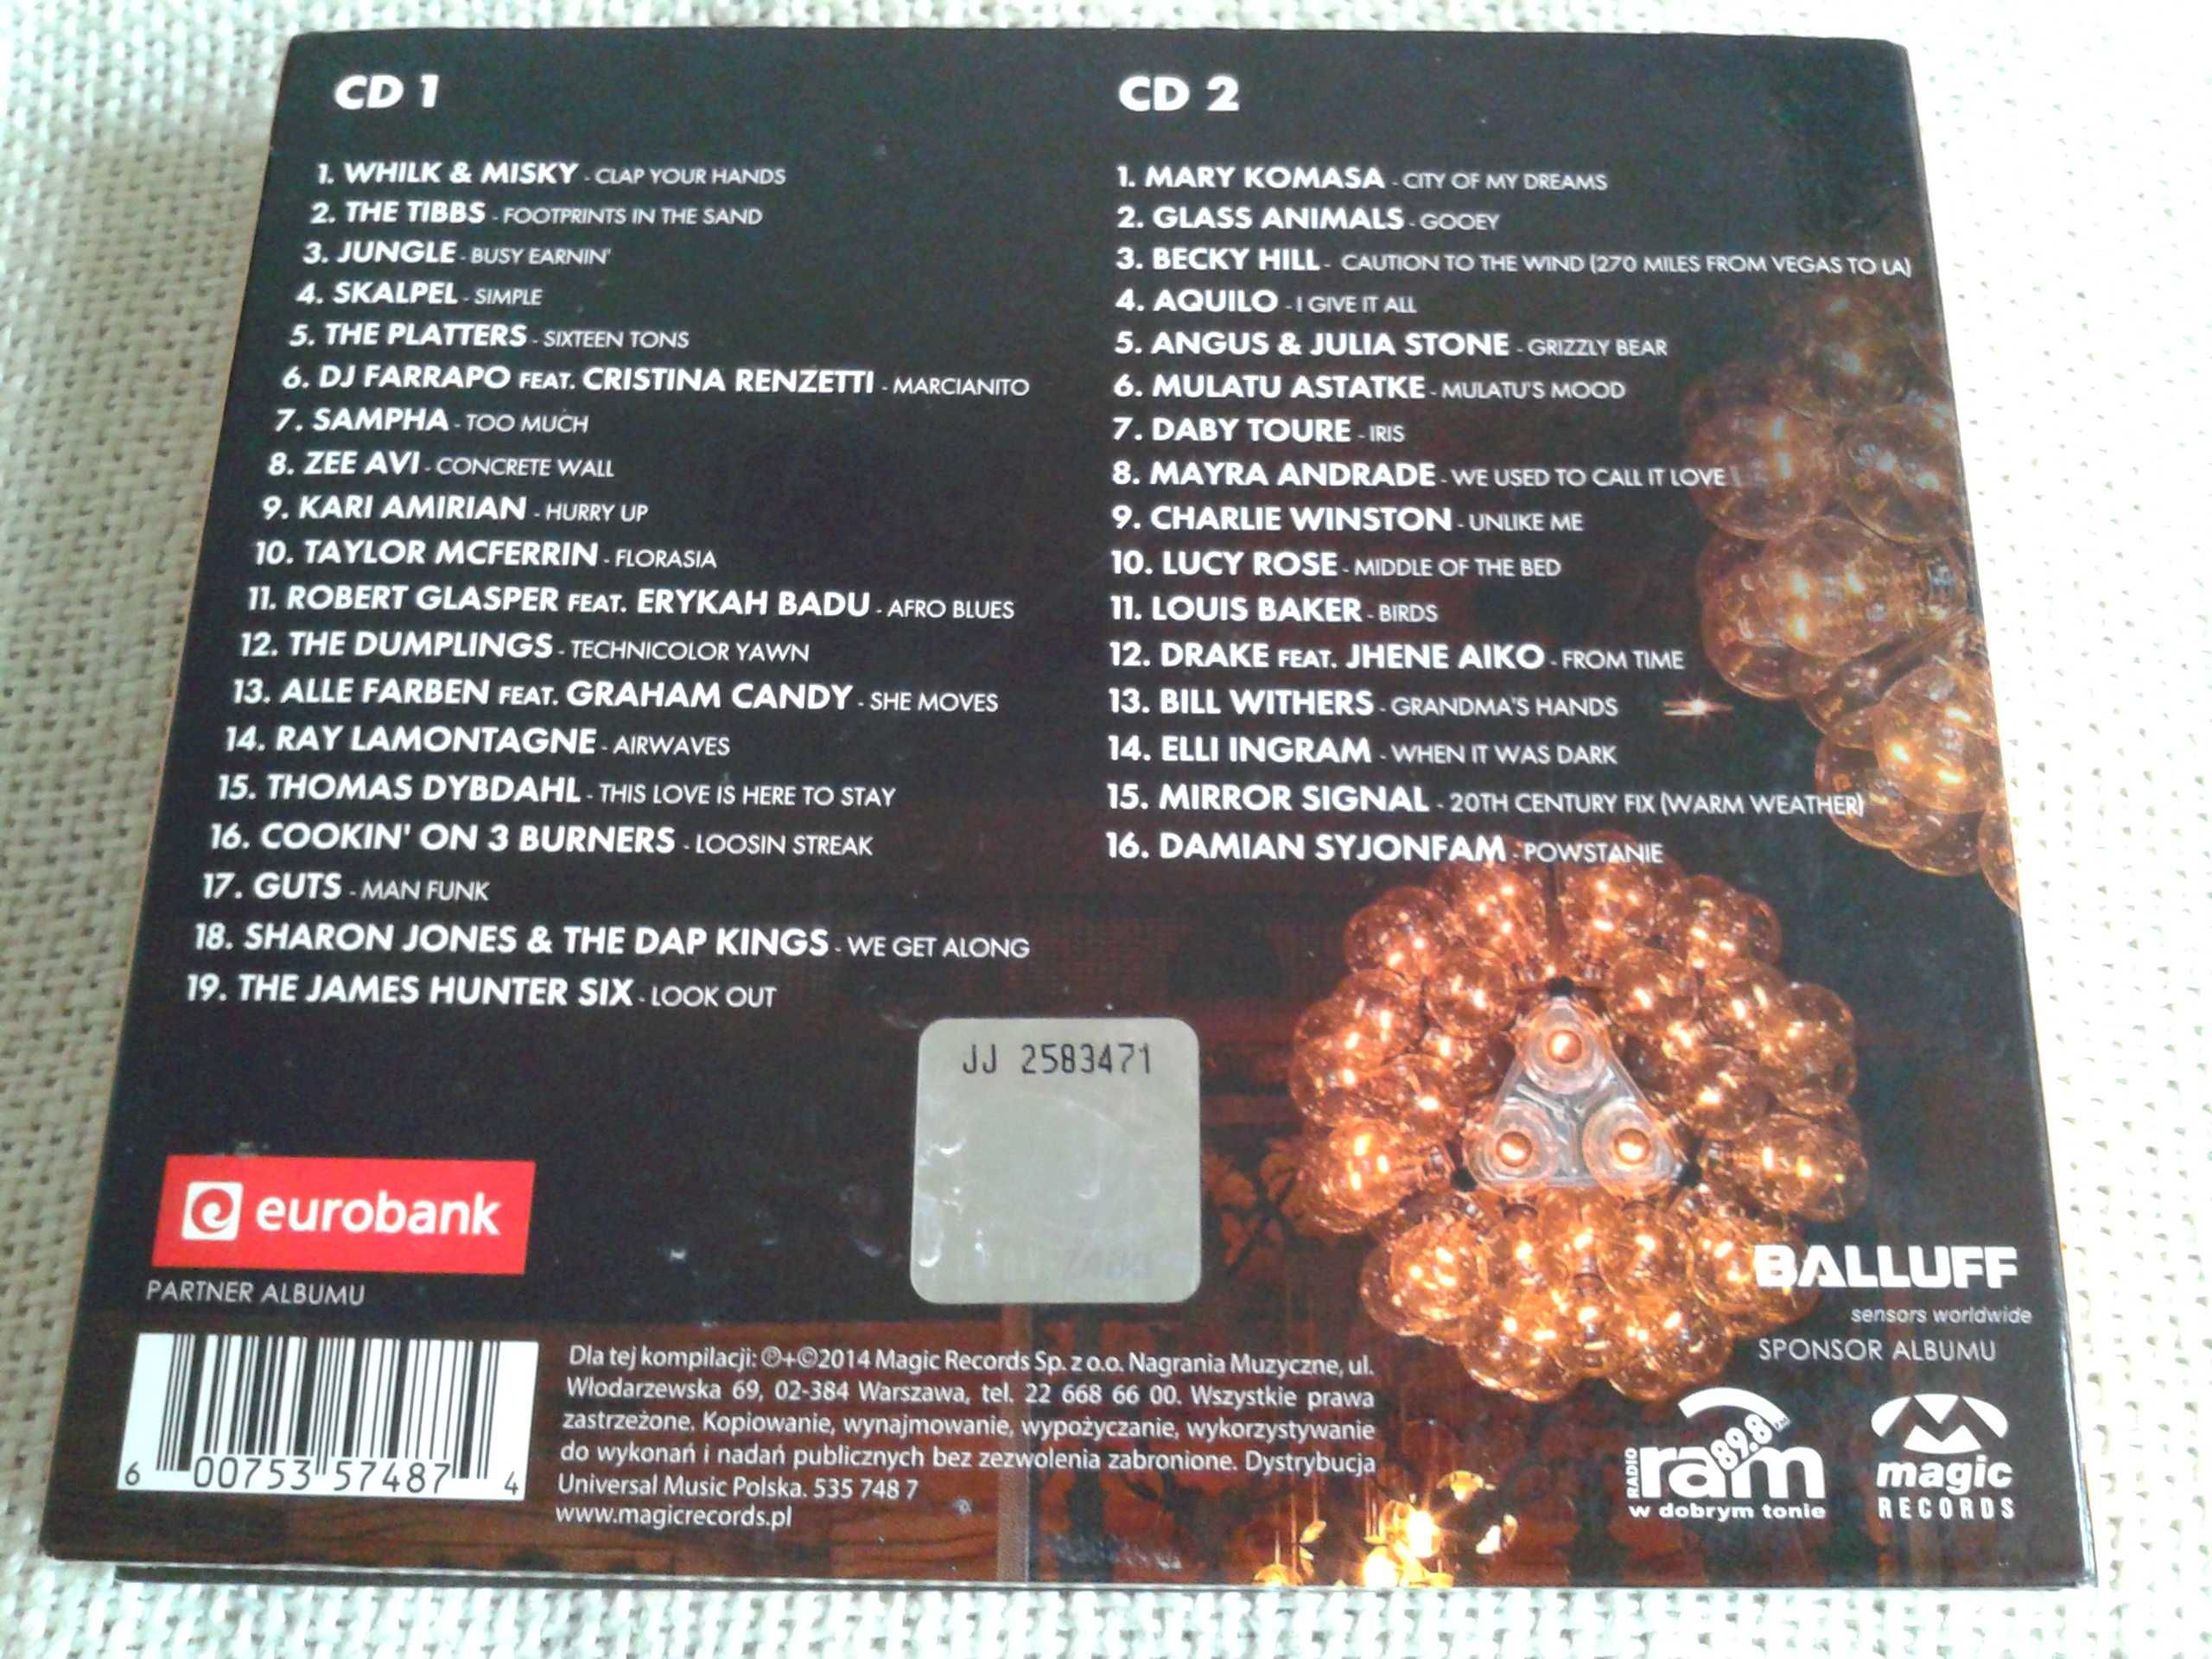 CD 1
1. WHILK & MISKY - CLAP YOUR HANDS
2. THE TIBBS - FOOTPRINTS IN THE SAND
3. JUNGLE - BUSY EARNIN'
4. SKALPEL - SIMPLE
5. THE PLATTERS - SIXTEEN TONS
6. DJ FARRAPO FEAT. CRISTINA RENZETTI - MARCIANITO
7. SAMPHA - TOO MUCH
8. ZEE AVI - CONCRETE WALL
9. KARI AMIRIAN - HURRY UP
10. TAYLOR MCFERRIN - FLORASIA
11. ROBERT GLASPER FEAT. ERYKAH BADU - AFRO BLUES
12. THE DUMPLINGS - TECHNICOLOR YAWN
13. ALLE FARBEN FEAT. GRAHAM CANDY - SHE MOVES
14. RAY LAMONTAGNE - AIRWAVES
15. THOMAS DYBDAHL - THIS LOVE IS HERE TO STAY
16. COOKIN' ON 3 BURNERS - LOOSIN STREAK
17. GUTS - MAN FUNK
18. SHARON JONES & THE DAP KINGS - WE GET ALONG
19. THE JAMES HUNTER SIX - LOOK OUT
CD 2
1. MARY KOMASA - CITY OF MY DREAMS
2. GLASS ANIMALS - GOOEY
3. BECKY HILL - CAUTION TO THE WIND (270 MILES FROM VEGAS TO LA)
4. AQUILO - I GIVE IT ALL
5. ANGUS & JULIA STONE - GRIZZLY BEAR
6. MULATU ASTATKE - MULATU'S MOOD
7. DABY TOURE - IRIS
8. MAYRA ANDRADE - WE USED TO CALL IT LOVE
9. CHARLIE WINSTON - UNLIKE ME
10. LUCY ROSE - MIDDLE OF THE BED
11. LOUIS BAKER - BIRDS
12. DRAKE FEAT. JHENE AIKO - FROM TIME
13. BILL WITHERS - GRANDMA'S HANDS
14. ELLI INGRAM - WHEN IT WAS DARK
15. MIRROR SIGNAL - 20TH CENTURY FIX (WARM WEATHER)
16. DAMIAN SYJONFAM - POWSTANIE
JJ 2583471
eurobank
PARTNER ALBUMU
6 00753 57487 4
Dla tej kompilacji: ℗+©2014 Magic Records Sp. z o.o. Nagrania Muzyczne, ul.
Włodarzewska 69, 02-384 Warszawa, tel. 22 668 66 00. Wszystkie prawa
zastrzeżone. Kopiowanie, wynajmowanie, wypożyczanie, wykorzystywanie
do wykonań i nadań publicznych bez zezwolenia zabronione. Dystrybucja
Universal Music Polska. 535 748 7
www.magicrecords.pl
BALLUFF
sensors worldwide
SPONSOR ALBUMU
RADIO ram 89.8 FM
w dobrym tonie
magic
RECORDS